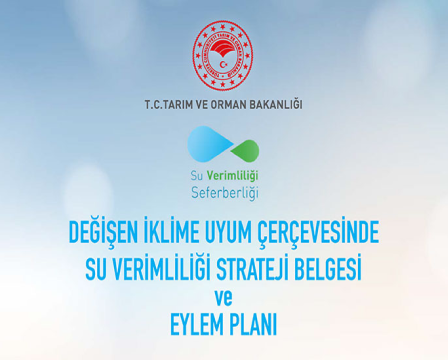 T.C.TARIM VE ORMAN BAKANLIĞI
Su Verimliliği
Seferberliği
DEĞİŞEN İKLİME UYUM ÇERÇEVESİNDE
SU VERİMLİLİĞİ STRATEJİ BELGESİ
ve
EYLEM PLANI